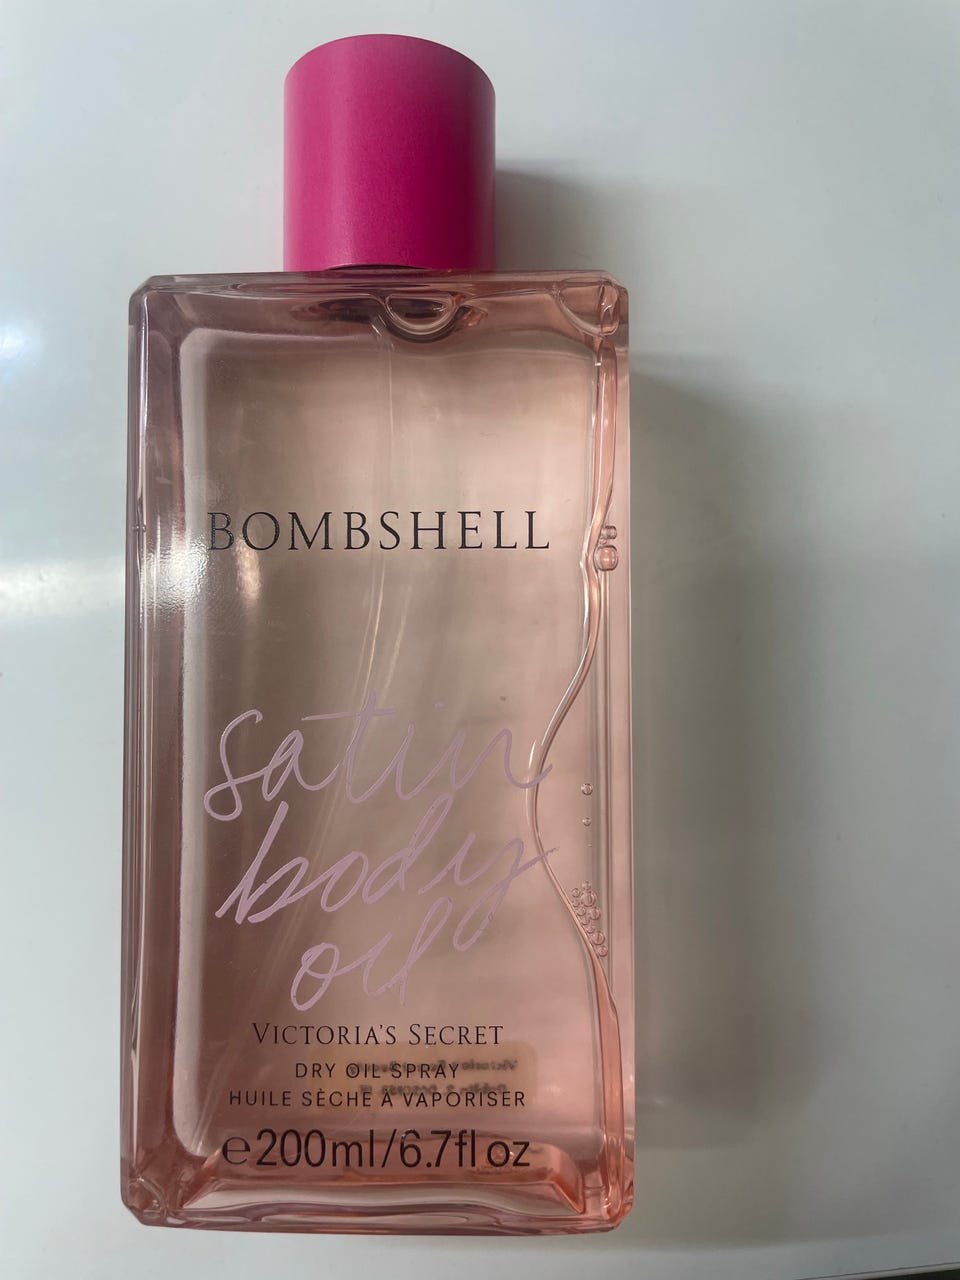 BOMBSHELL
satin
body
oil
VICTORIA'S SECRET
DRY OIL SPRAY
HUILE SÈCHE À VAPORISER
℮200ml/6.7fl oz